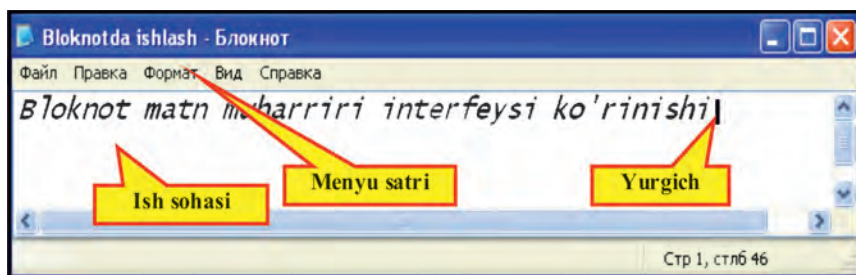 Bloknotda ishlash - Блокнот
Файл Правка Формат Вид Справка
Bloknot matn muharriri interfeysi ko'rinishi
Menyu satri
Yurgich
Ish sohasi
Стр 1, стлб 46